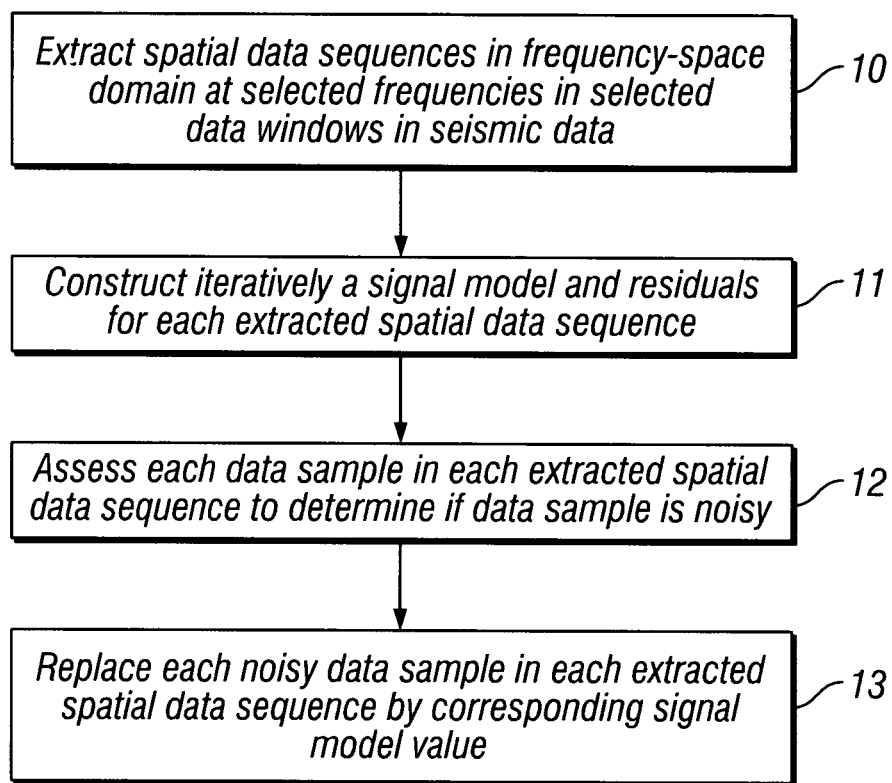 Extract spatial data sequences in frequency-space
domain at selected frequencies in selected
data windows in seismic data
10
Construct iteratively a signal model and residuals
for each extracted spatial data sequence
11
Assess each data sample in each extracted spatial
data sequence to determine if data sample is noisy
12
Replace each noisy data sample in each extracted
spatial data sequence by corresponding signal
model value
13